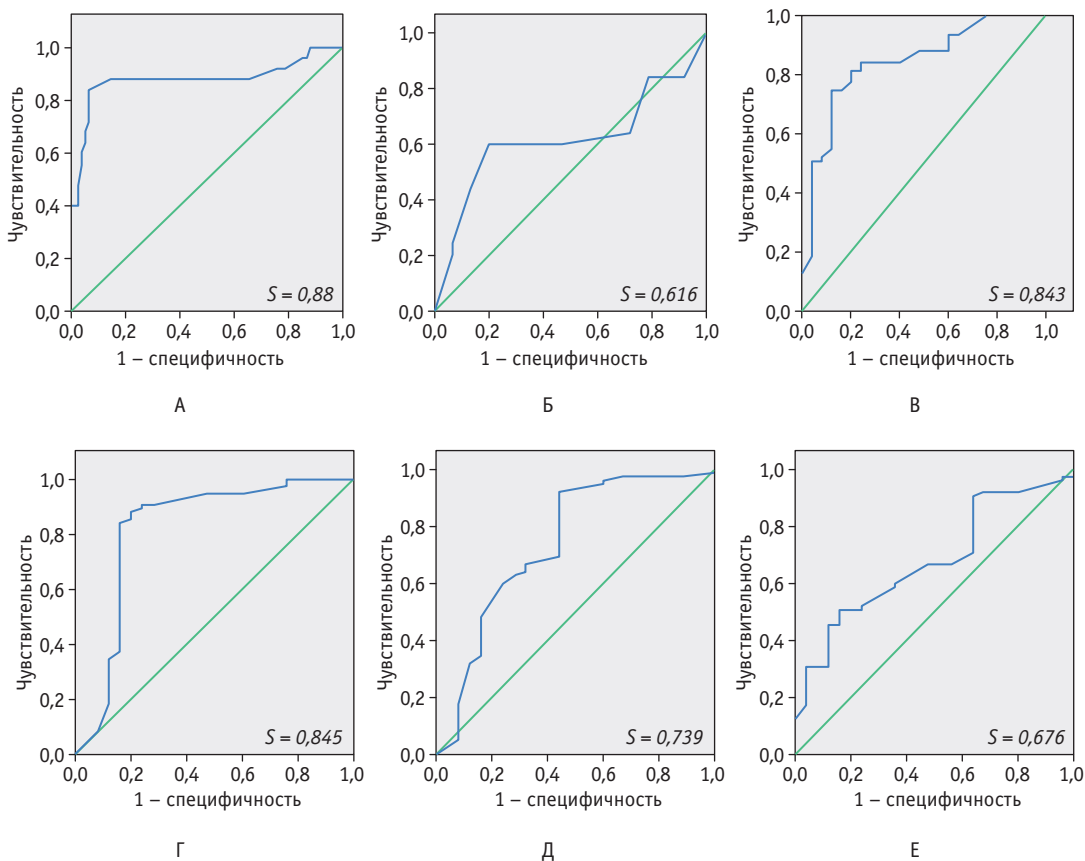 1,0
0,8
0,6
0,4
0,2
0,0
Чувствительность
S = 0,88
0,0 0,2 0,4 0,6 0,8 1,0
1 – специфичность
А
1,0
0,8
0,6
0,4
0,2
0,0
Чувствительность
S = 0,616
0,0 0,2 0,4 0,6 0,8 1,0
1 – специфичность
Б
1,0
0,8
0,6
0,4
0,2
0,0
Чувствительность
S = 0,843
0,0 0,2 0,4 0,6 0,8 1,0
1 – специфичность
В
1,0
0,8
0,6
0,4
0,2
0,0
Чувствительность
S = 0,845
0,0 0,2 0,4 0,6 0,8 1,0
1 – специфичность
Г
1,0
0,8
0,6
0,4
0,2
0,0
Чувствительность
S = 0,739
0,0 0,2 0,4 0,6 0,8 1,0
1 – специфичность
Д
1,0
0,8
0,6
0,4
0,2
0,0
Чувствительность
S = 0,676
0,0 0,2 0,4 0,6 0,8 1,0
1 – специфичность
Е